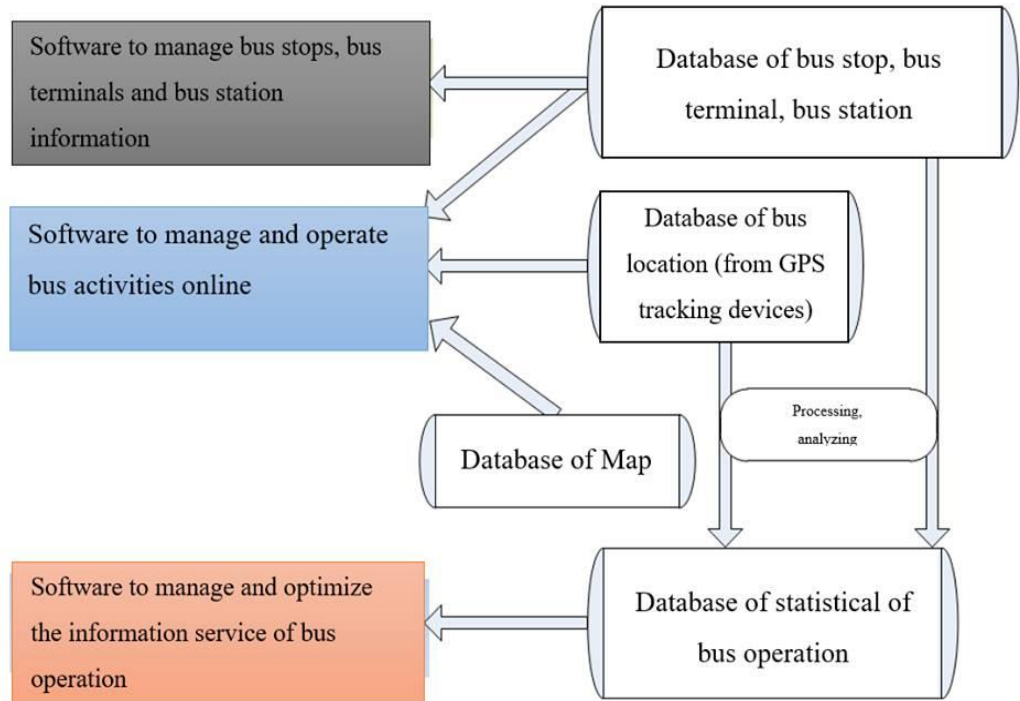 Software to manage bus stops, bus
terminals and bus station
information
Database of bus stop, bus
terminal, bus station
Software to manage and operate
bus activities online
Database of bus
location (from GPS
tracking devices)
Processing,
analyzing
Database of Map
Software to manage and optimize
the information service of bus
operation
Database of statistical of
bus operation